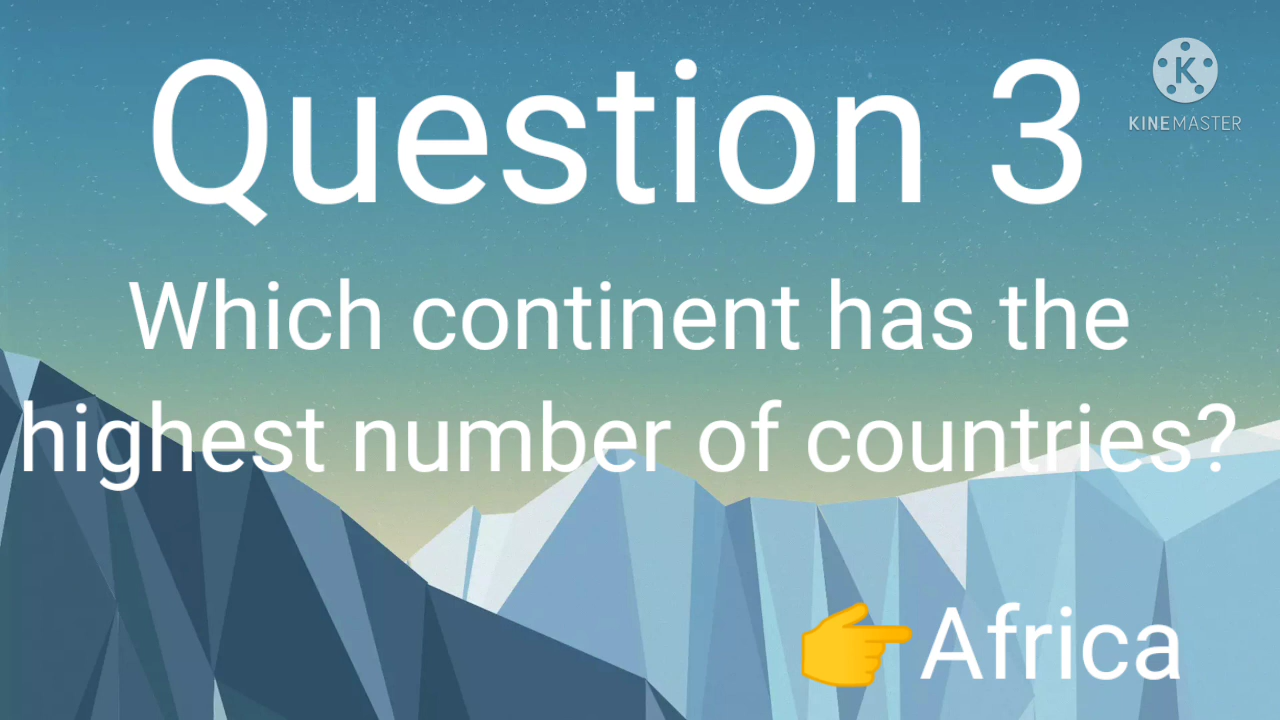 Question 3
K
KINEMASTER
Which continent has the
highest number of countries?
👉Africa